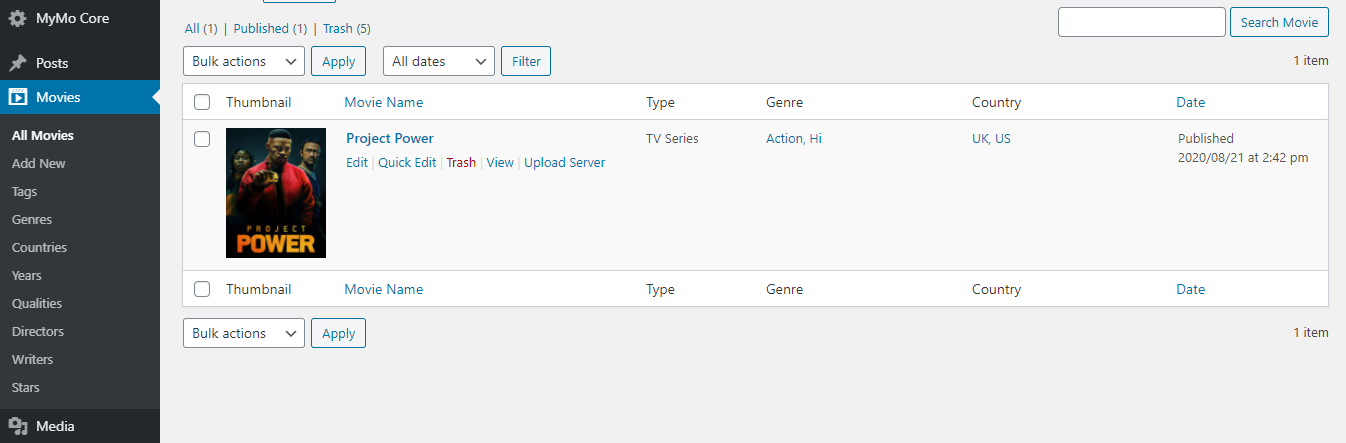 MyMo Core
Posts
Movies
All Movies
Add New
Tags
Genres
Countries
Years
Qualities
Directors
Writers
Stars
Media
All (1) | Published (1) | Trash (5)
Search Movie
Bulk actions Apply All dates Filter
1 item
Thumbnail Movie Name Type Genre Country Date
PROJECT
POWER
Project Power TV Series Action, Hi UK, US Published
Edit | Quick Edit | Trash | View | Upload Server 2020/08/21 at 2:42 pm
Thumbnail Movie Name Type Genre Country Date
Bulk actions Apply
1 item